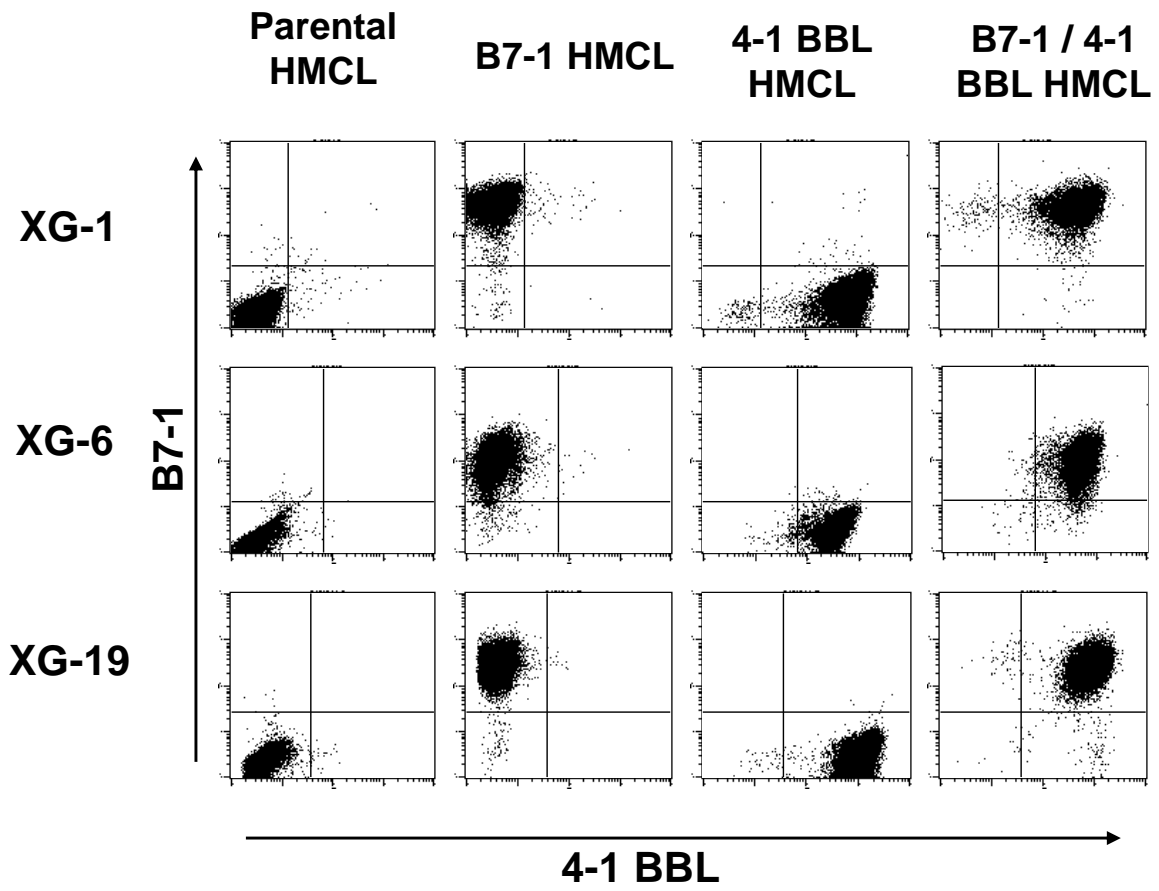 Parental
HMCL
B7-1 HMCL
4-1 BBL
HMCL
B7-1 / 4-1
BBL HMCL
XG-1
XG-6
XG-19
B7-1
4-1 BBL